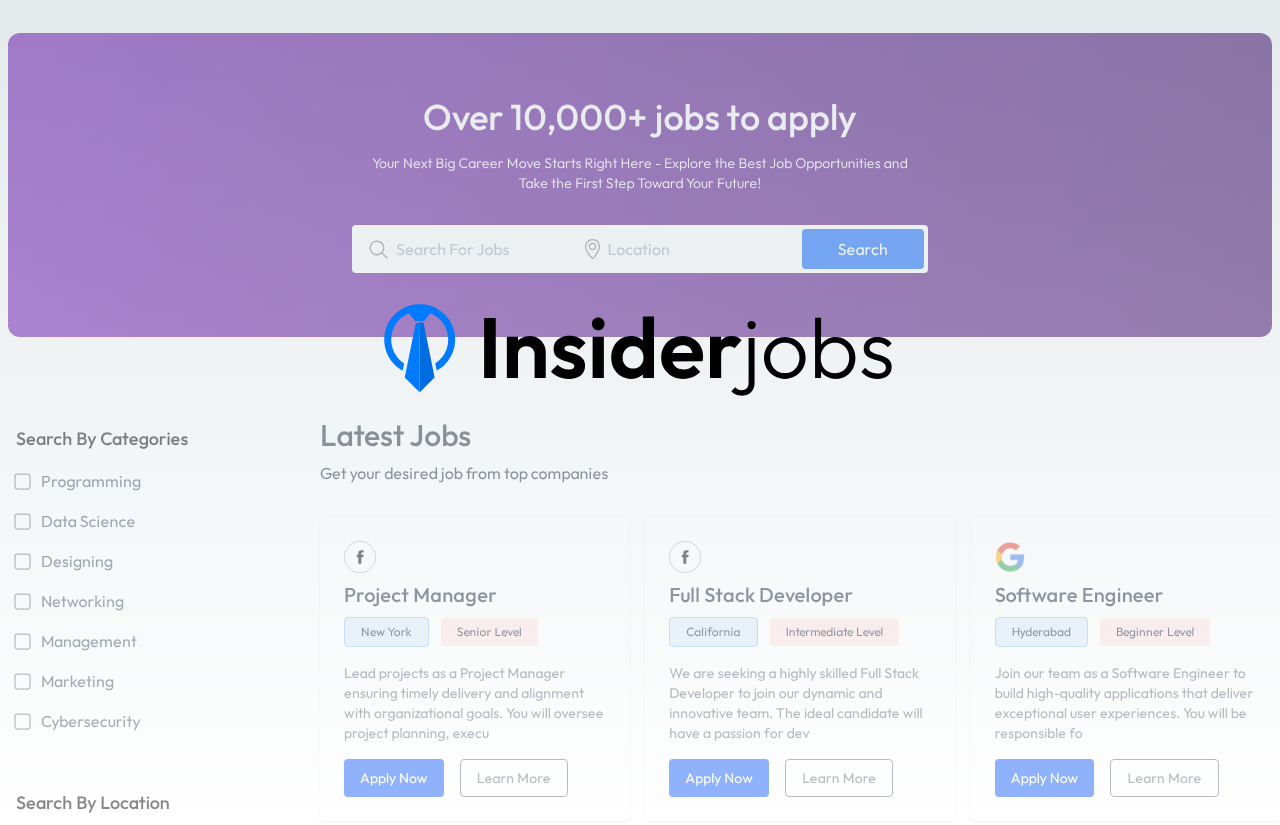 Over 10,000+ jobs to apply
Your Next Big Career Move Starts Right Here - Explore the Best Job Opportunities and
Take the First Step Toward Your Future!
Search For Jobs
Location
Search
Insiderjobs
Search By Categories
Programming
Data Science
Designing
Networking
Management
Marketing
Cybersecurity
Search By Location
Latest Jobs
Get your desired job from top companies
Project Manager
New York
Senior Level
Lead projects as a Project Manager
ensuring timely delivery and alignment
with organizational goals. You will oversee
project planning, execu
Apply Now
Learn More
Full Stack Developer
California
Intermediate Level
We are seeking a highly skilled Full Stack
Developer to join our dynamic and
innovative team. The ideal candidate will
have a passion for dev
Apply Now
Learn More
Software Engineer
Hyderabad
Beginner Level
Join our team as a Software Engineer to
build high-quality applications that deliver
exceptional user experiences. You will be
responsible fo
Apply Now
Learn More